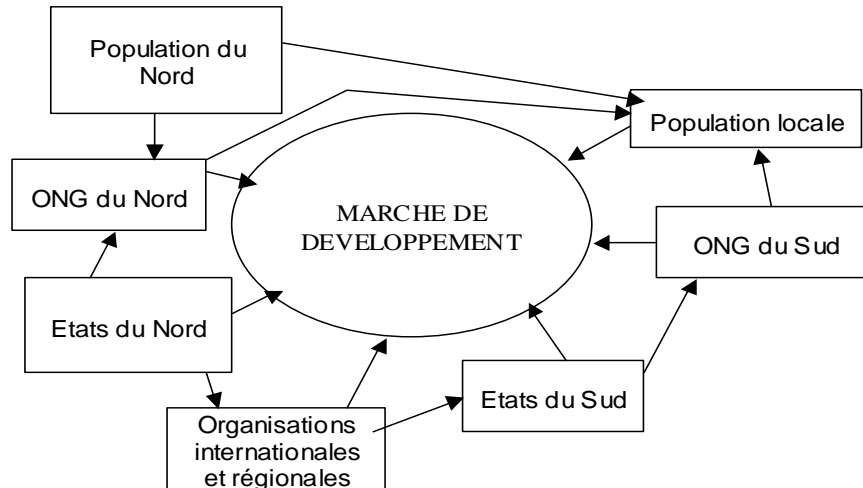 Population du
Nord
Population locale
ONG du Nord
MARCHE DE
DEVELOPPEMENT
ONG du Sud
Etats du Nord
Etats du Sud
Organisations
internationales
et régionales